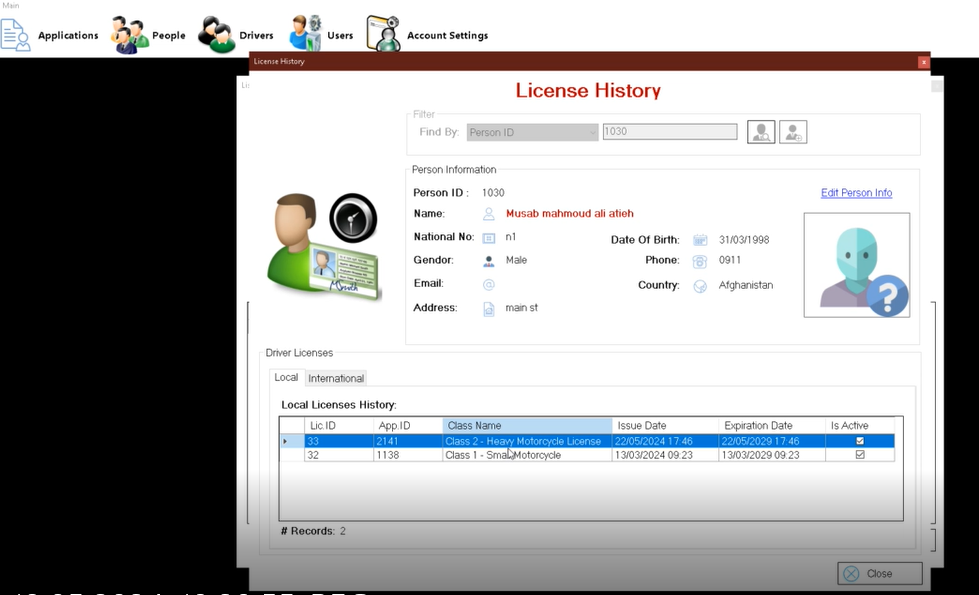 Main
Applications People Drivers Users Account Settings
License History
License History
Filter
Find By: Person ID 1030
Person Information
Person ID : 1030 Edit Person Info
Name: Musab mahmoud ali atieh
National No: n1 Date Of Birth: 31/03/1998
Gendor: Male Phone: 0911
Email: Country: Afghanistan
Address: main st
Driver Licenses
Local International
Local Licenses History:
Lic.ID App.ID Class Name Issue Date Expiration Date Is Active
33 2141 Class 2 - Heavy Motorcycle License 22/05/2024 17:46 22/05/2029 17:46
32 1138 Class 1 - Small Motorcycle 13/03/2024 09:23 13/03/2029 09:23
# Records: 2
Close